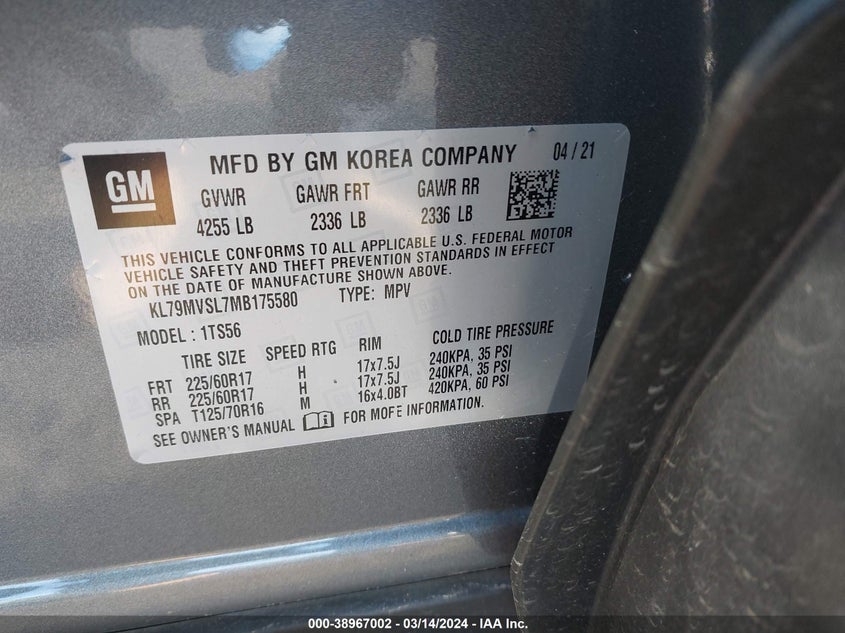 GM
MFD BY GM KOREA COMPANY 04 / 21
GVWR GAWR FRT GAWR RR
4255 LB 2336 LB 2336 LB
THIS VEHICLE CONFORMS TO ALL APPLICABLE U.S. FEDERAL MOTOR
VEHICLE SAFETY AND THEFT PREVENTION STANDARDS IN EFFECT
ON THE DATE OF MANUFACTURE SHOWN ABOVE.
KL79MVSL7MB175580 TYPE: MPV
MODEL : 1TS56
TIRE SIZE SPEED RTG RIM COLD TIRE PRESSURE
FRT 225/60R17 H 17x7.5J 240KPA, 35 PSI
RR 225/60R17 H 17x7.5J 240KPA, 35 PSI
SPA T125/70R16 M 16x4.0BT 420KPA, 60 PSI
SEE OWNER'S MANUAL FOR MORE INFORMATION.
000-38967002 - 03/14/2024 - IAA Inc.